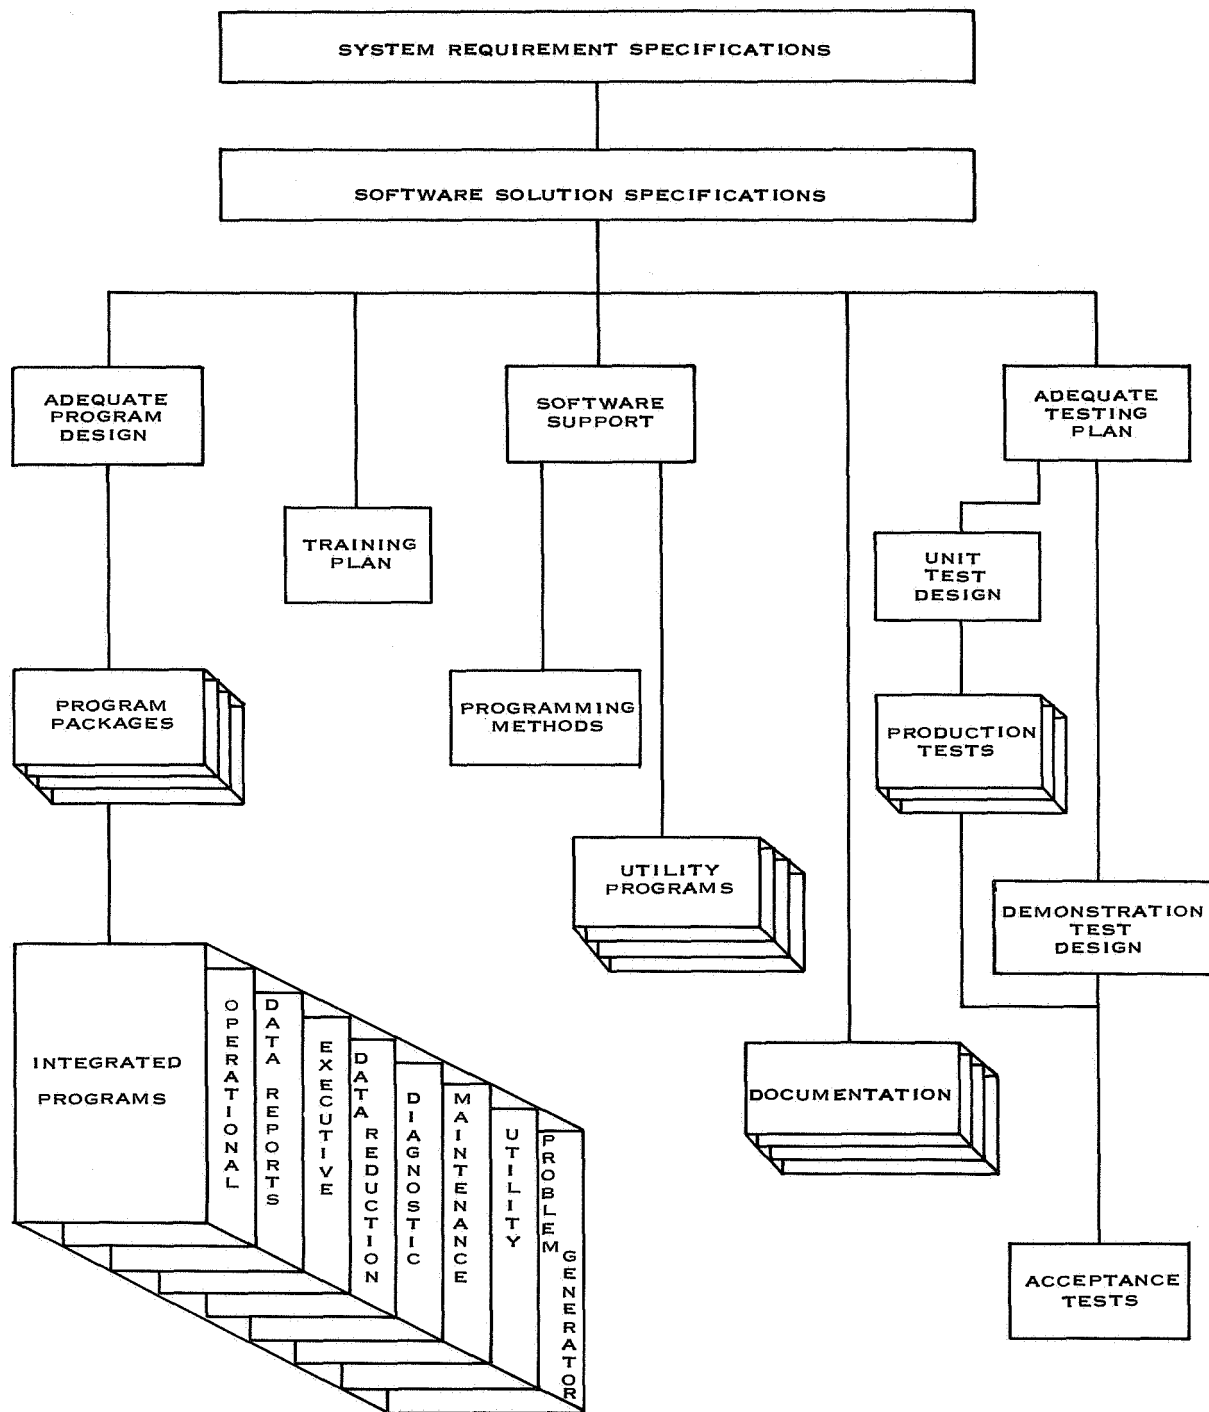 SYSTEM REQUIREMENT SPECIFICATIONS
SOFTWARE SOLUTION SPECIFICATIONS
ADEQUATE
PROGRAM
DESIGN
SOFTWARE
SUPPORT
ADEQUATE
TESTING
PLAN
TRAINING
PLAN
UNIT
TEST
DESIGN
PROGRAM
PACKAGES
PROGRAMMING
METHODS
PRODUCTION
TESTS
UTILITY
PROGRAMS
DEMONSTRATION
TEST
DESIGN
INTEGRATED
PROGRAMS
OPERATIONAL
DATA REPORTS
EXECUTIVE
DATA
REDUCTION
DIAGNOSTIC
MAINTENANCE
UTILITY
PROBLEM
GENERATOR
DOCUMENTATION
ACCEPTANCE
TESTS